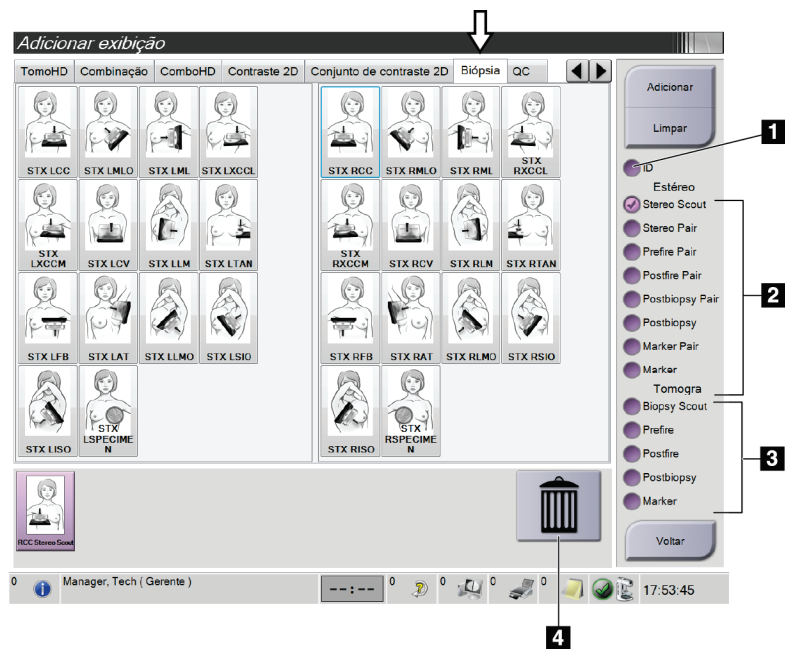 Adicionar exibição
TomoHD Combinação ComboHD Contraste 2D Conjunto de contraste 2D Biópsia QC
Adicionar
Limpar
1
ID
STX LCC STX LMLO STX LML STX LXCCL
STX RCC STX RMLO STX RML STX RXCCL
Estéreo
Stereo Scout
Stereo Pair
Prefire Pair
Postfire Pair
Postbiopsy Pair
Postbiopsy
Marker Pair
Marker
2
STX LXCCM STX LCV STX LLM STX LTAN
STX RXCCM STX RCV STX RLN STX RTAN
STX LFB STX LAT STX LLMO STX LSIO
STX RFB STX RAT STX RLMO STX RSIO
Tomogra
Biopsy Scout
Prefire
Postfire
Postbiopsy
Marker
3
STX LISO STX LSPECIME N
STX RISO STX RSPECIME N
RCC Stereo Scout
Voltar
0 Manager, Tech ( Gerente ) --:-- 0 0 0 0 17:53:45
4